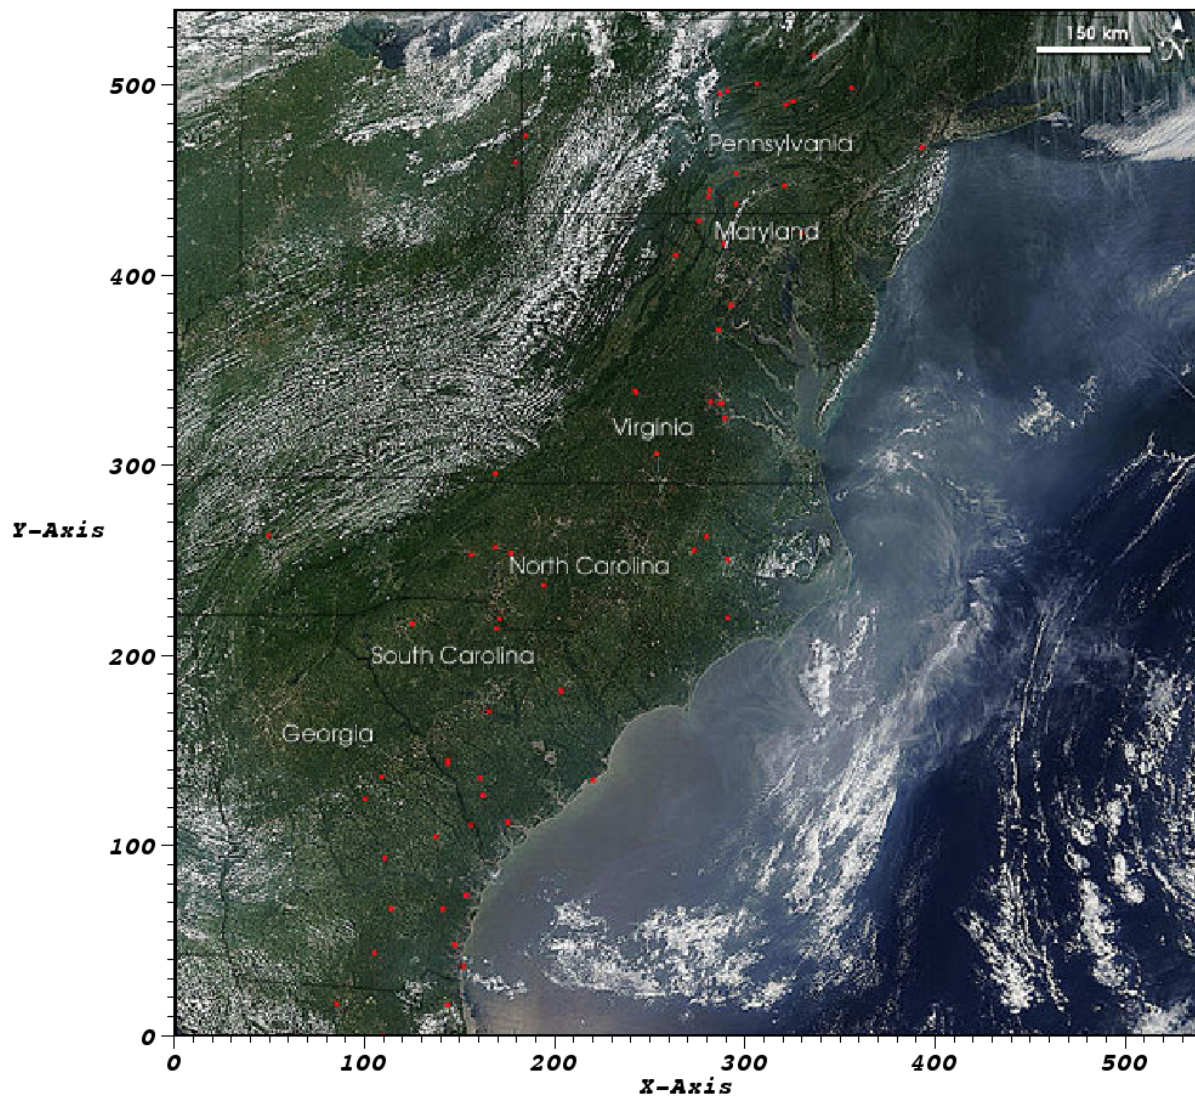 150 km
N
500
Pennsylvania
Maryland
400
Virginia
300
Y-Axis
North Carolina
200
South Carolina
Georgia
100
0
0 100 200 300 400 500
X-Axis